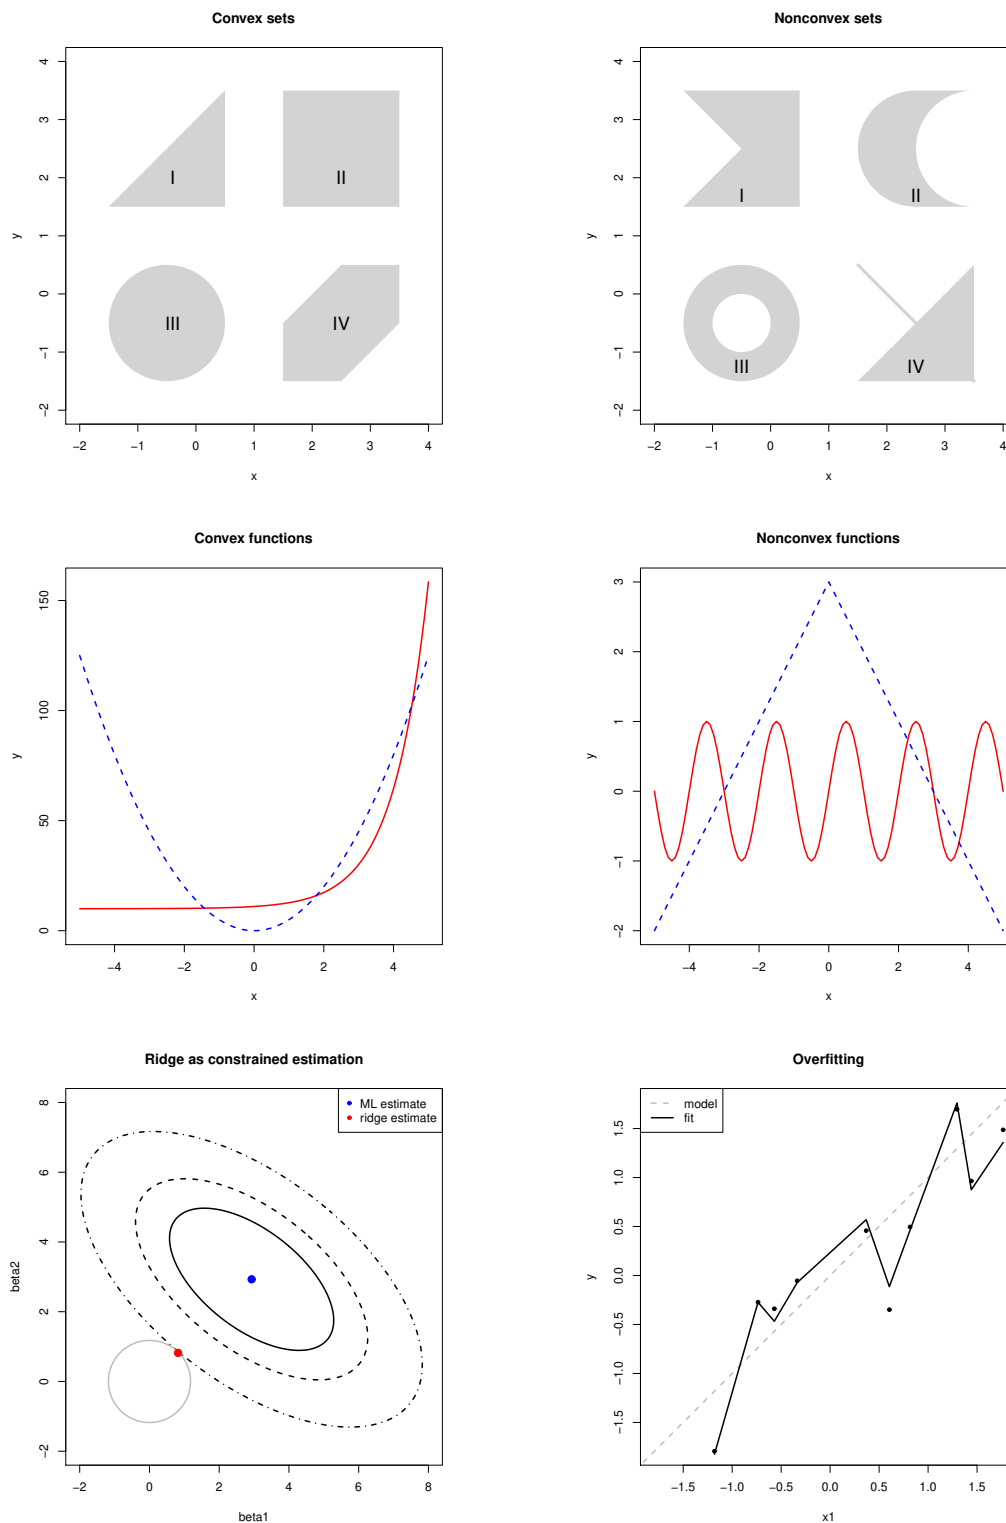 Convex sets
4
3
2
1
0
−1
−2
y
I
II
III
IV
−2 −1 0 1 2 3 4
x
Nonconvex sets
4
3
2
1
0
−1
−2
y
I
II
III
IV
−2 −1 0 1 2 3 4
x
Convex functions
150
100
50
0
y
−4 −2 0 2 4
x
Nonconvex functions
3
2
1
0
−1
−2
y
−4 −2 0 2 4
x
Ridge as constrained estimation
ML estimate
ridge estimate
8
6
4
2
0
−2
beta2
−2 0 2 4 6 8
beta1
Overfitting
model
fit
1.5
1.0
0.5
0.0
−0.5
−1.0
−1.5
y
−1.5 −1.0 −0.5 0.0 0.5 1.0 1.5
x1